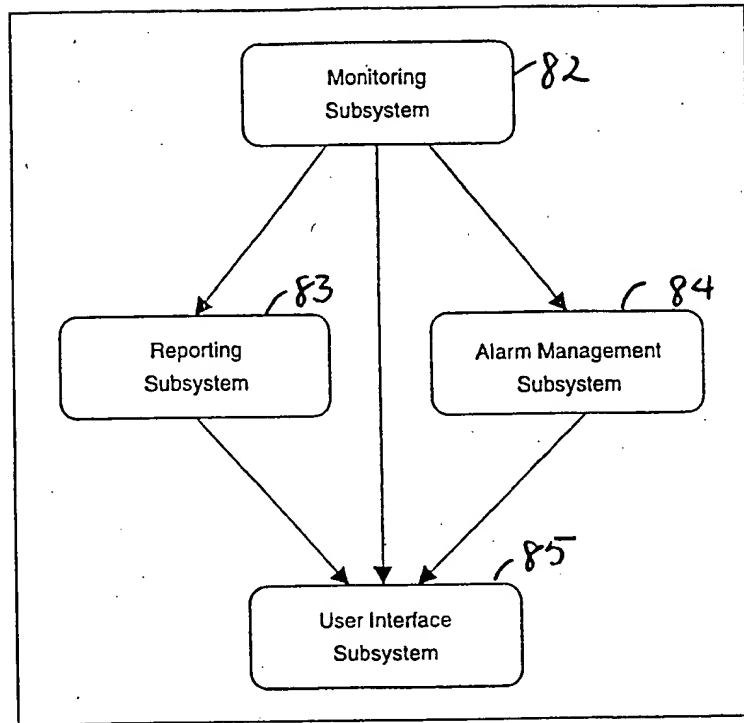 Monitoring
Subsystem
82
83
84
Reporting
Subsystem
Alarm Management
Subsystem
85
User Interface
Subsystem